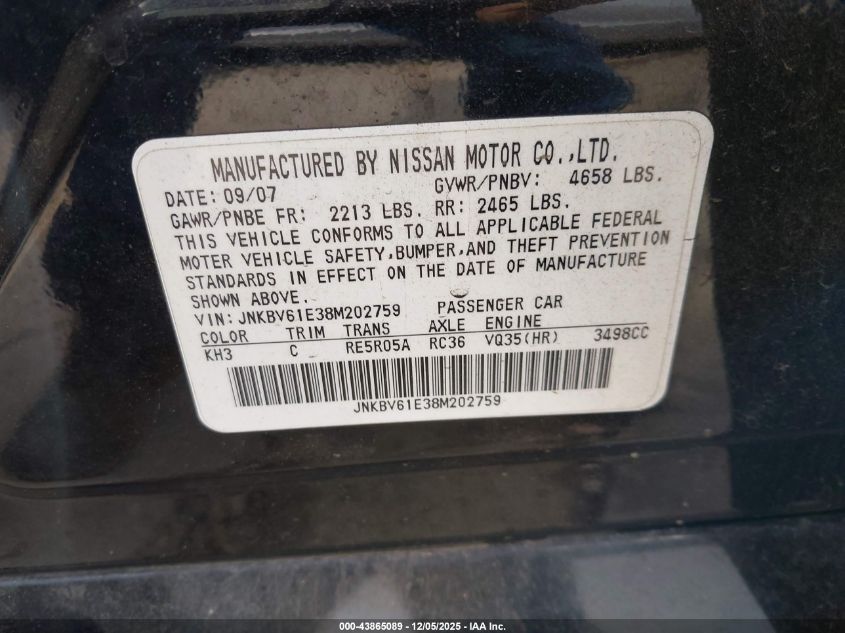 MANUFACTURED BY NISSAN MOTOR CO.,LTD.
DATE: 09/07 GVWR/PNBV: 4658 LBS.
GAWR/PNBE FR: 2213 LBS. RR: 2465 LBS.
THIS VEHICLE CONFORMS TO ALL APPLICABLE FEDERAL
MOTER VEHICLE SAFETY,BUMPER,AND THEFT PREVENTION
STANDARDS IN EFFECT ON THE DATE OF MANUFACTURE
SHOWN ABOVE.
VIN: JNKBV61E38M202759 PASSENGER CAR
COLOR TRIM TRANS AXLE ENGINE
KH3 C RE5R05A RC36 VQ35(HR) 3498CC
JNKBV61E38M202759
000-43865089 - 12/05/2025 - IAA Inc.